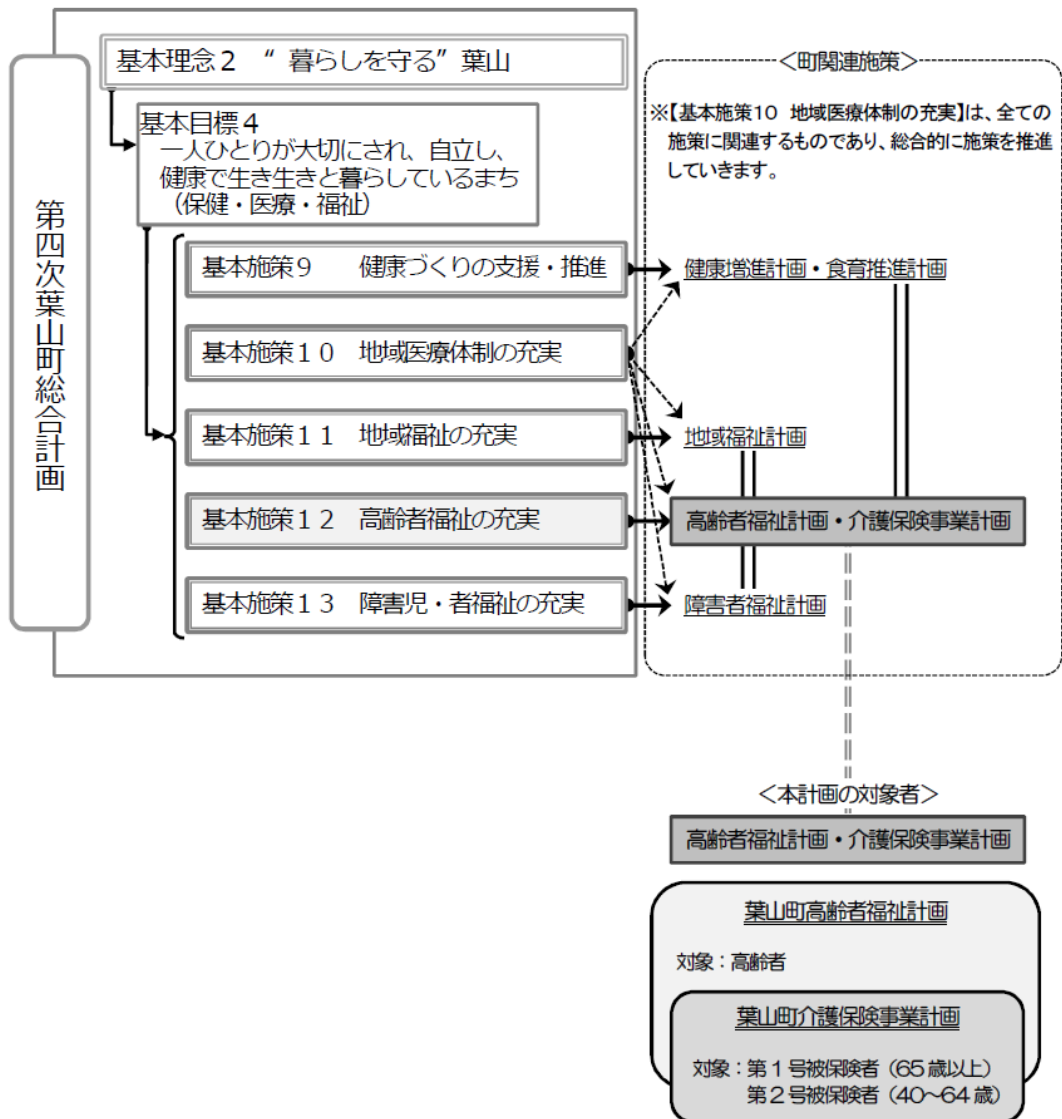 第四次葉山町総合計画
基本理念2 “ 暮らしを守る” 葉山
基本目標4
一人ひとりが大切にされ、自立し、
健康で生き生きと暮らしているまち
（保健・医療・福祉）
基本施策9 健康づくりの支援・推進
基本施策10 地域医療体制の充実
基本施策11 地域福祉の充実
基本施策12 高齢者福祉の充実
基本施策13 障害児・者福祉の充実
＜町関連施策＞
※【基本施策10 地域医療体制の充実】は、全ての
施策に関連するものであり、総合的に施策を推進
していきます。
健康増進計画・食育推進計画
地域福祉計画
高齢者福祉計画・介護保険事業計画
障害者福祉計画
＜本計画の対象者＞
高齢者福祉計画・介護保険事業計画
葉山町高齢者福祉計画
対象：高齢者
葉山町介護保険事業計画
対象：第1号被保険者（65歳以上）
第2号被保険者（40～64歳）